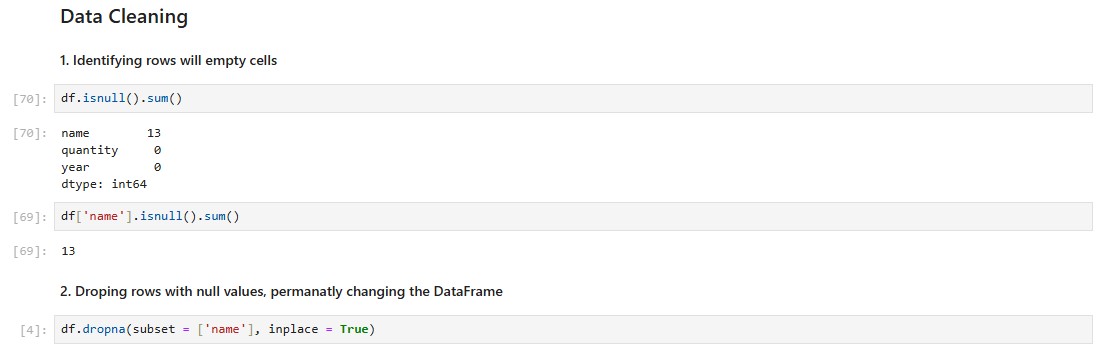 Data Cleaning
1. Identifying rows will empty cells
[70]: df.isnull().sum()
[70]: name 13
quantity 0
year 0
dtype: int64
[69]: df['name'].isnull().sum()
[69]: 13
2. Droping rows with null values, permanatly changing the DataFrame
[4]: df.dropna(subset = ['name'], inplace = True)